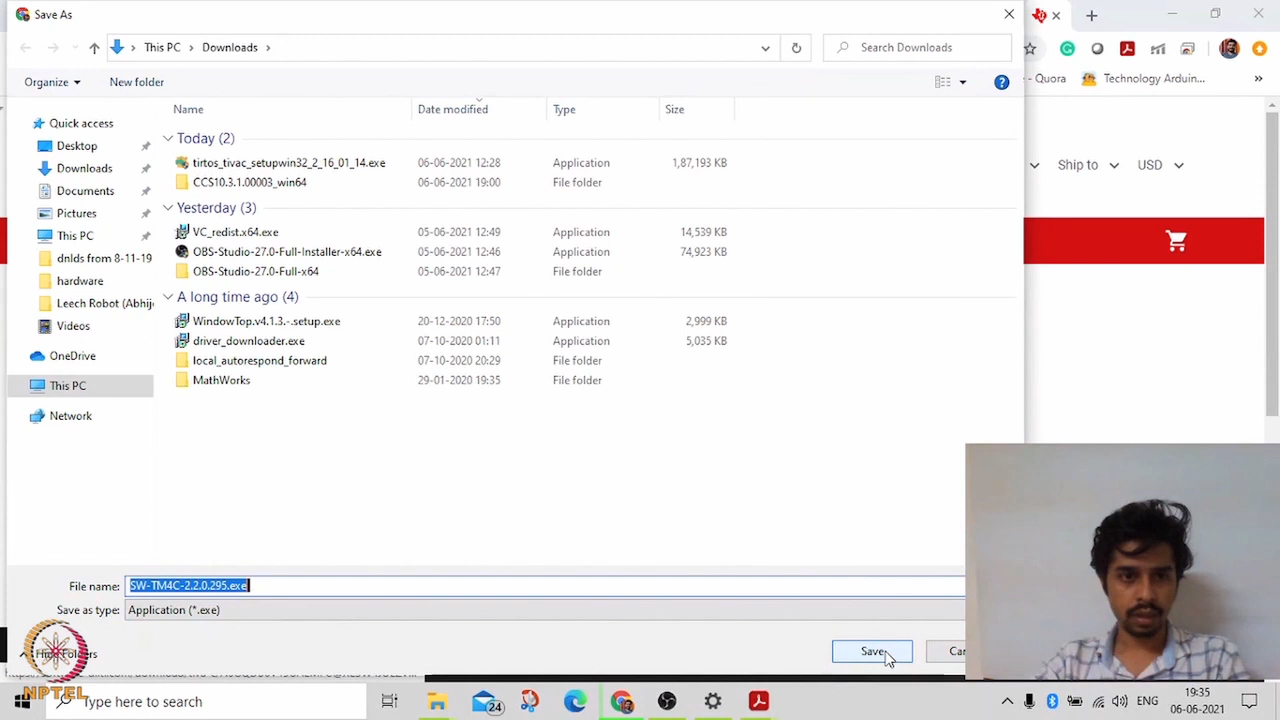 Save As
This PC
Downloads
Search Downloads
- Quora
Technology Arduin...
Organize
New folder
Name
Date modified
Type
Size
Ship to
USD
Quick access
Desktop
Downloads
Documents
Pictures
This PC
dnlds from 8-11-19
hardware
Leech Robot (Abhij
Videos
OneDrive
This PC
Network
Today (2)
tirtos_tivac_setupwin32_2_16_01_14.exe 06-06-2021 12:28 Application 1,87,193 KB
CCS10.3.1.00003_win64 06-06-2021 19:00 File folder
Yesterday (3)
VC_redist.x64.exe 05-06-2021 12:49 Application 14,539 KB
OBS-Studio-27.0-Full-Installer-x64.exe 05-06-2021 12:46 Application 74,923 KB
OBS-Studio-27.0-Full-x64 05-06-2021 12:47 File folder
A long time ago (4)
WindowTop.v4.1.3.-.setup.exe 20-12-2020 17:50 Application 2,999 KB
driver_downloader.exe 07-10-2020 01:11 Application 5,035 KB
local_autorespond_forward 07-10-2020 20:29 File folder
MathWorks 29-01-2020 19:35 File folder
File name: SW-TM4C-2.2.0.295.exe
Save as type: Application (*.exe)
Hide Folders
Save
Can
NPTEL
Type here to search
24
ENG
19:35
06-06-2021